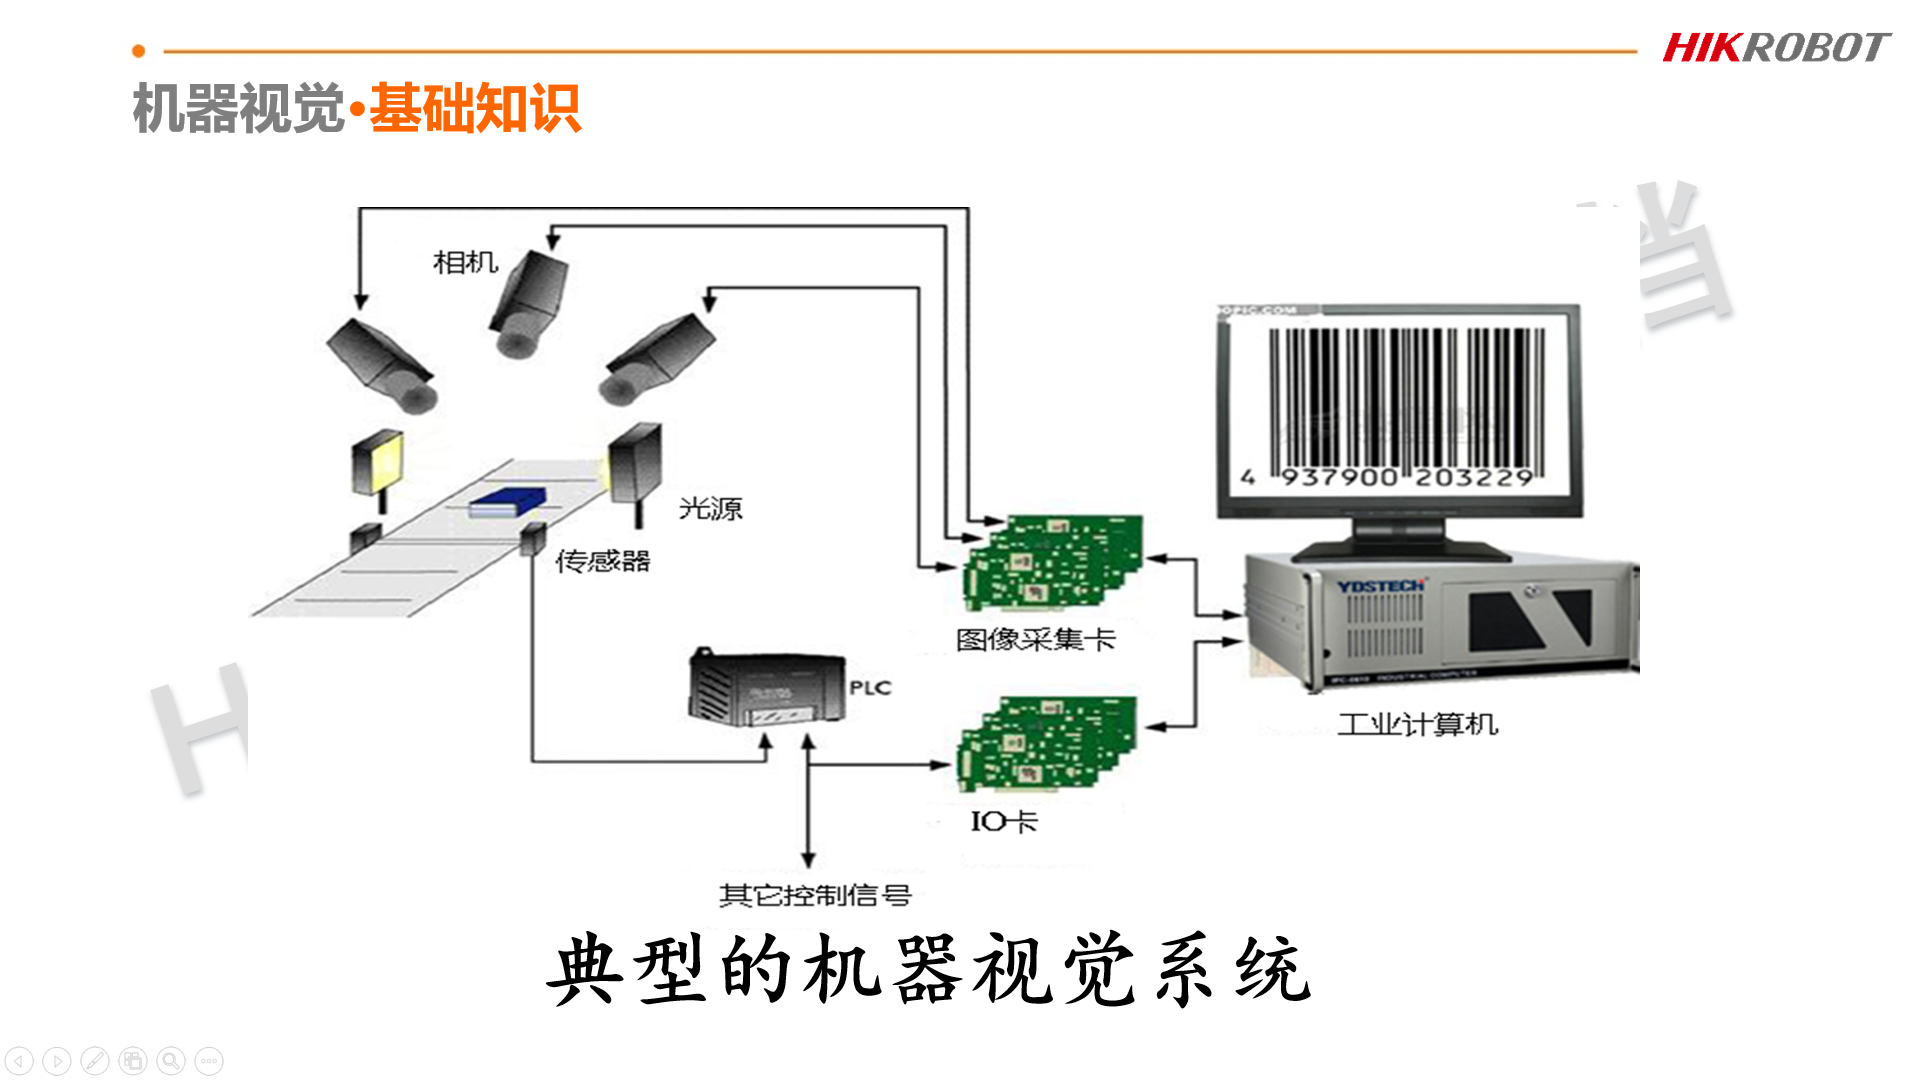 HIKROBOT
机器视觉•基础知识
相机
光源
传感器
4 937900 203229
YDSTECH
图像采集卡
PLC
工业计算机
IO卡
其它控制信号
典型的机器视觉系统
H
当